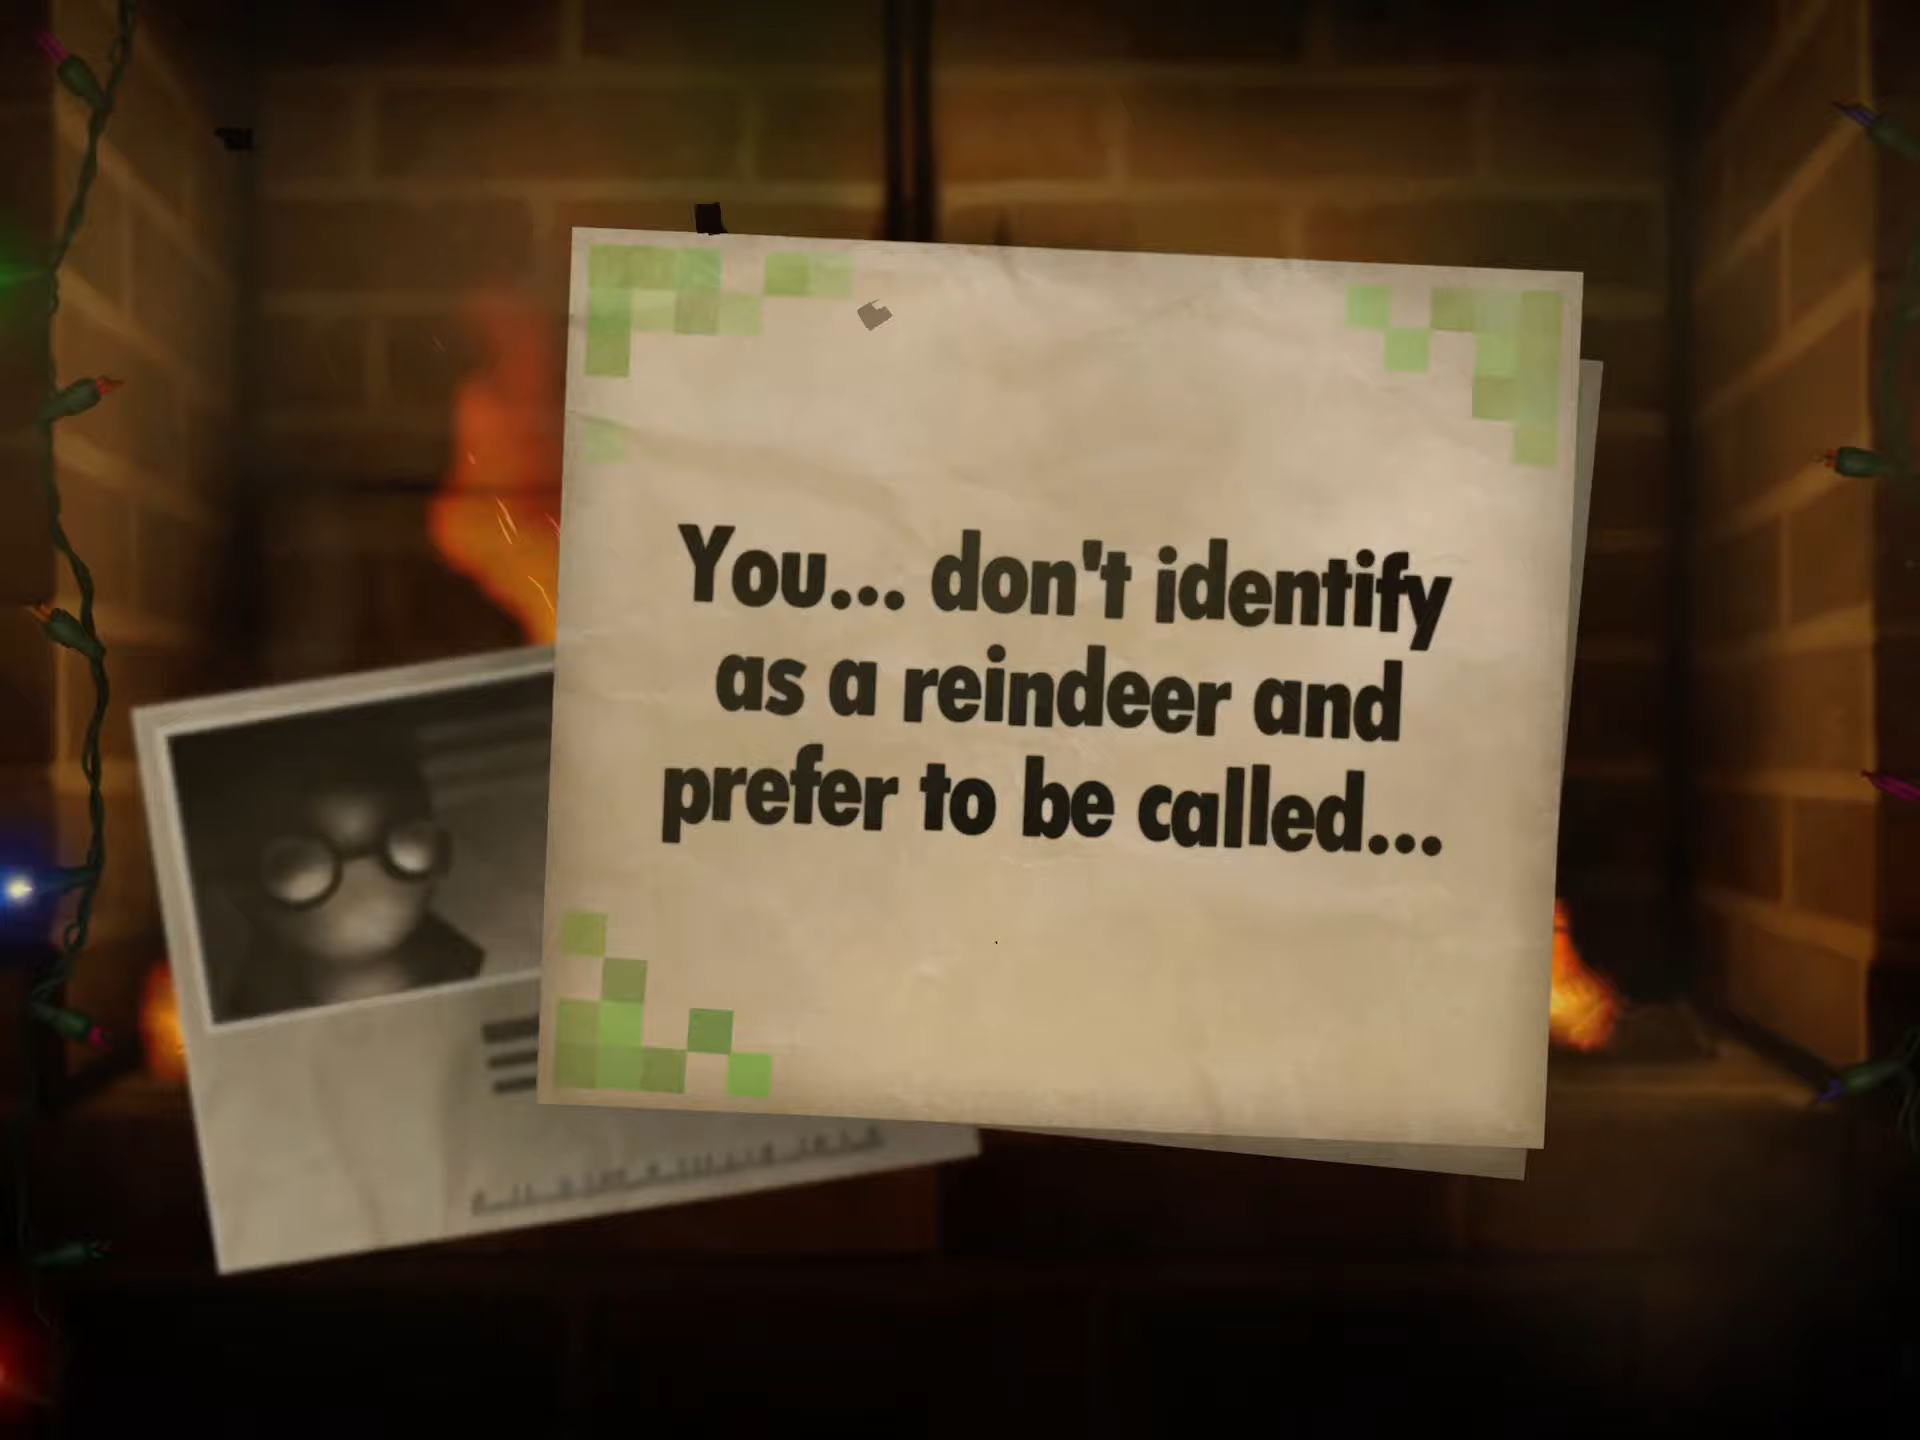 You... don't identify
as a reindeer and
prefer to be called...